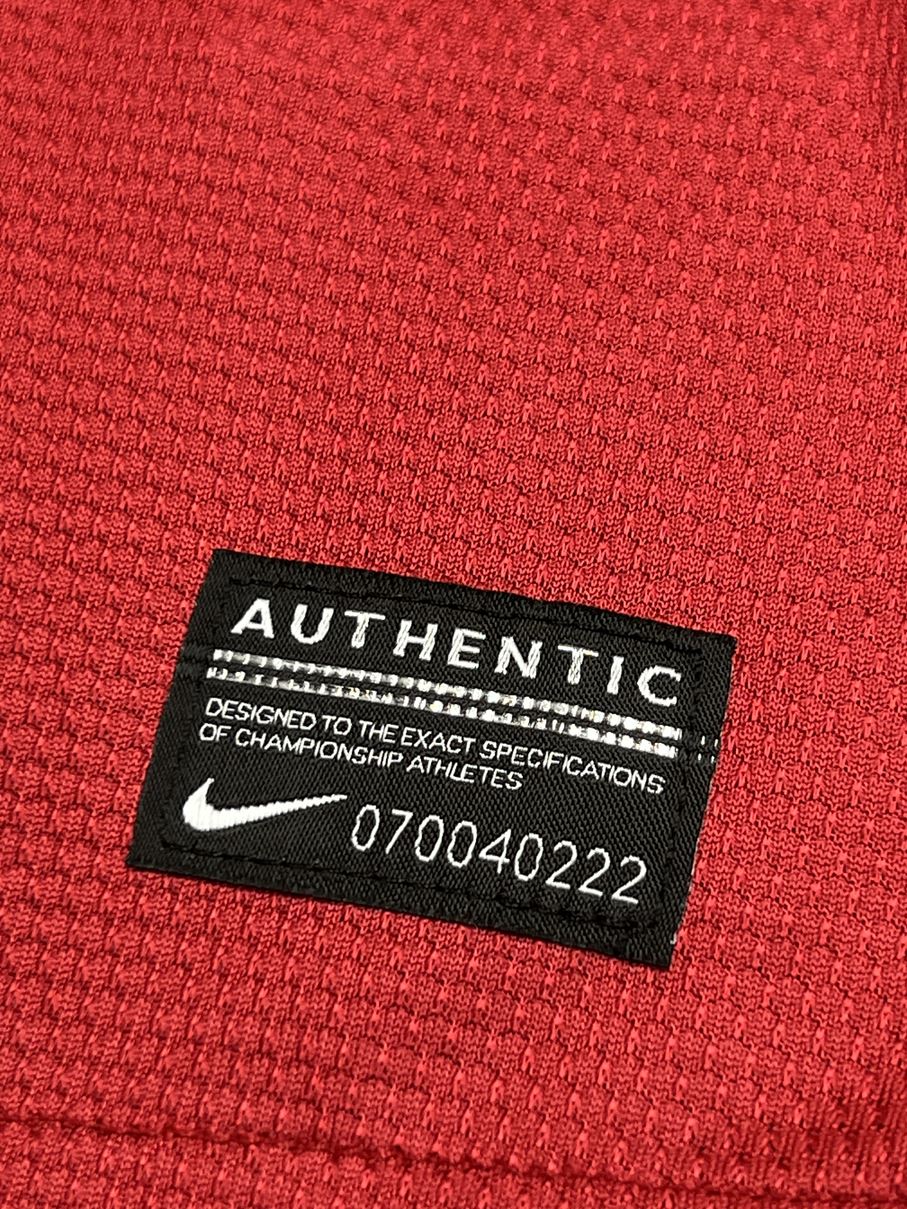 AUTHENTIC
DESIGNED TO THE EXACT SPECIFICATIONS
OF CHAMPIONSHIP ATHLETES
070040222